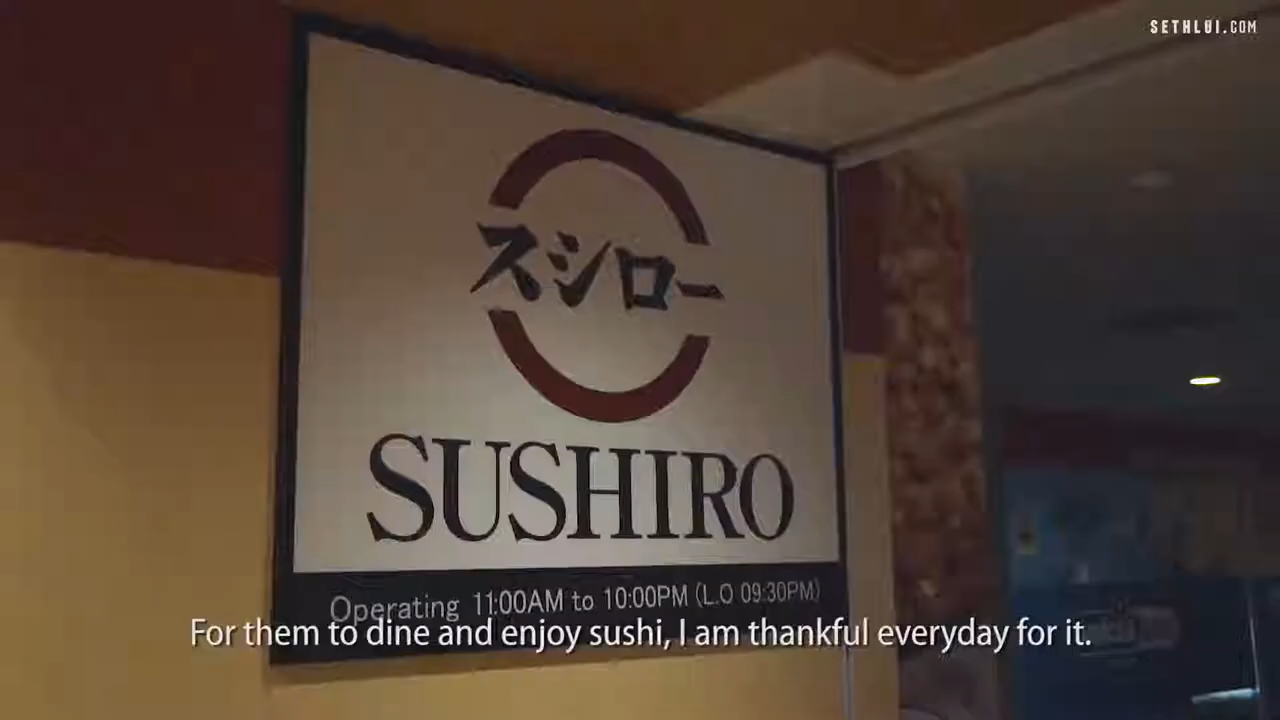 SETHLUI.COM
スシロー
SUSHIRO
Operating 11:00AM to 10:00PM (L.O 09:30PM)
For them to dine and enjoy sushi, I am thankful everyday for it.